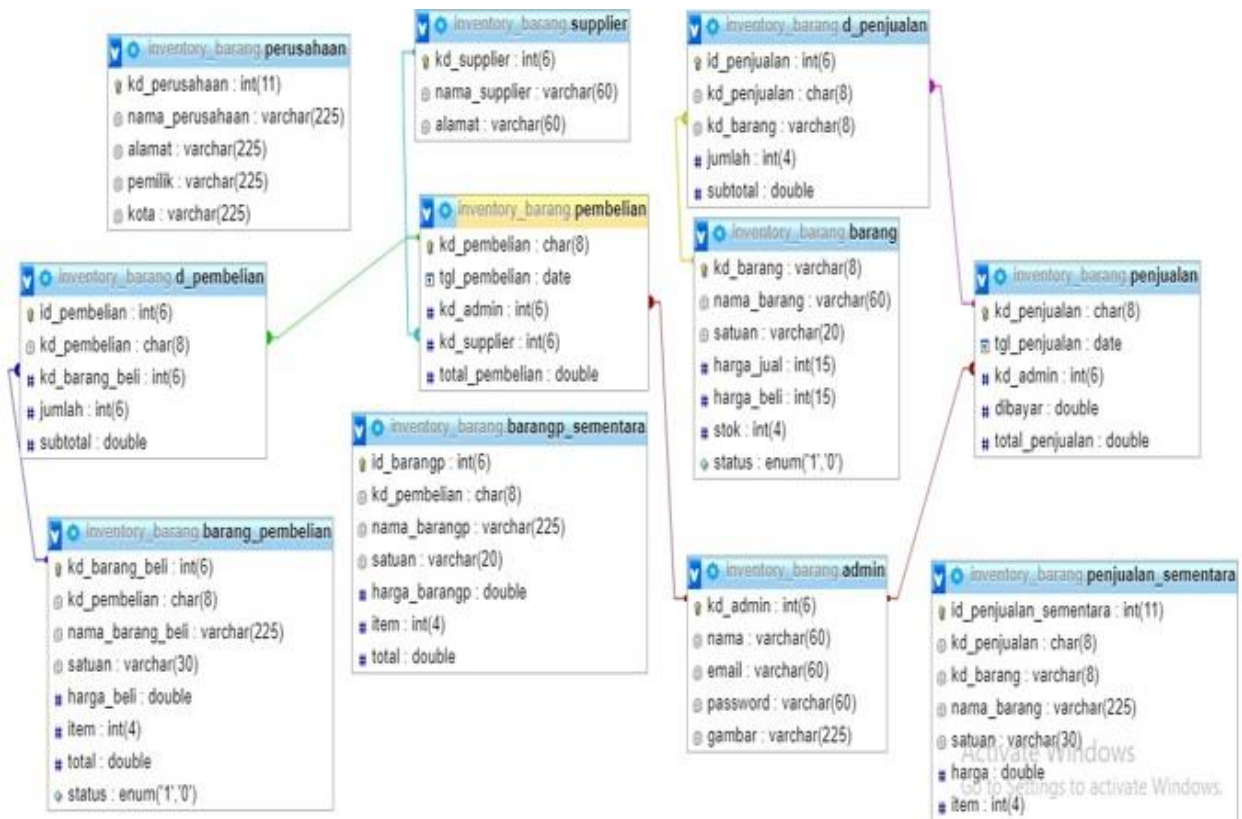 inventory_barang perusahaan
kd_perusahaan : int(11)
nama_perusahaan : varchar(225)
alamat : varchar(225)
pemilik : varchar(225)
kota : varchar(225)
inventory_barang supplier
kd_supplier : int(6)
nama_supplier : varchar(60)
alamat : varchar(60)
inventory_barang d_penjualan
id_penjualan : int(6)
kd_penjualan : char(8)
kd_barang : varchar(8)
jumlah : int(4)
subtotal : double
inventory_barang pembelian
kd_pembelian : char(8)
tgl_pembelian : date
kd_admin : int(6)
kd_supplier : int(6)
total_pembelian : double
inventory_barang barang
kd_barang : varchar(8)
nama_barang : varchar(60)
satuan : varchar(20)
harga_jual : int(15)
harga_beli : int(15)
stok : int(4)
status : enum('1','0')
inventory_barang d_pembelian
id_pembelian : int(6)
kd_pembelian : char(8)
kd_barang_beli : int(6)
jumlah : int(6)
subtotal : double
inventory_barang penjualan
kd_penjualan : char(8)
tgl_penjualan : date
kd_admin : int(6)
dibayar : double
total_penjualan : double
inventory_barang barangp_sementara
id_barangp : int(6)
kd_pembelian : char(8)
nama_barangp : varchar(225)
satuan : varchar(20)
harga_barangp : double
item : int(4)
total : double
inventory_barang barang_pembelian
kd_barang_beli : int(6)
kd_pembelian : char(8)
nama_barang_beli : varchar(225)
satuan : varchar(30)
harga_beli : double
item : int(4)
total : double
status : enum('1','0')
inventory_barang admin
kd_admin : int(6)
nama : varchar(60)
email : varchar(60)
password : varchar(60)
gambar : varchar(225)
inventory_barang penjualan_sementara
id_penjualan_sementara : int(11)
kd_penjualan : char(8)
kd_barang : varchar(8)
nama_barang : varchar(225)
satuan : varchar(30)
harga : double
item : int(4)
Activate Windows
Go to Settings to activate Windows.